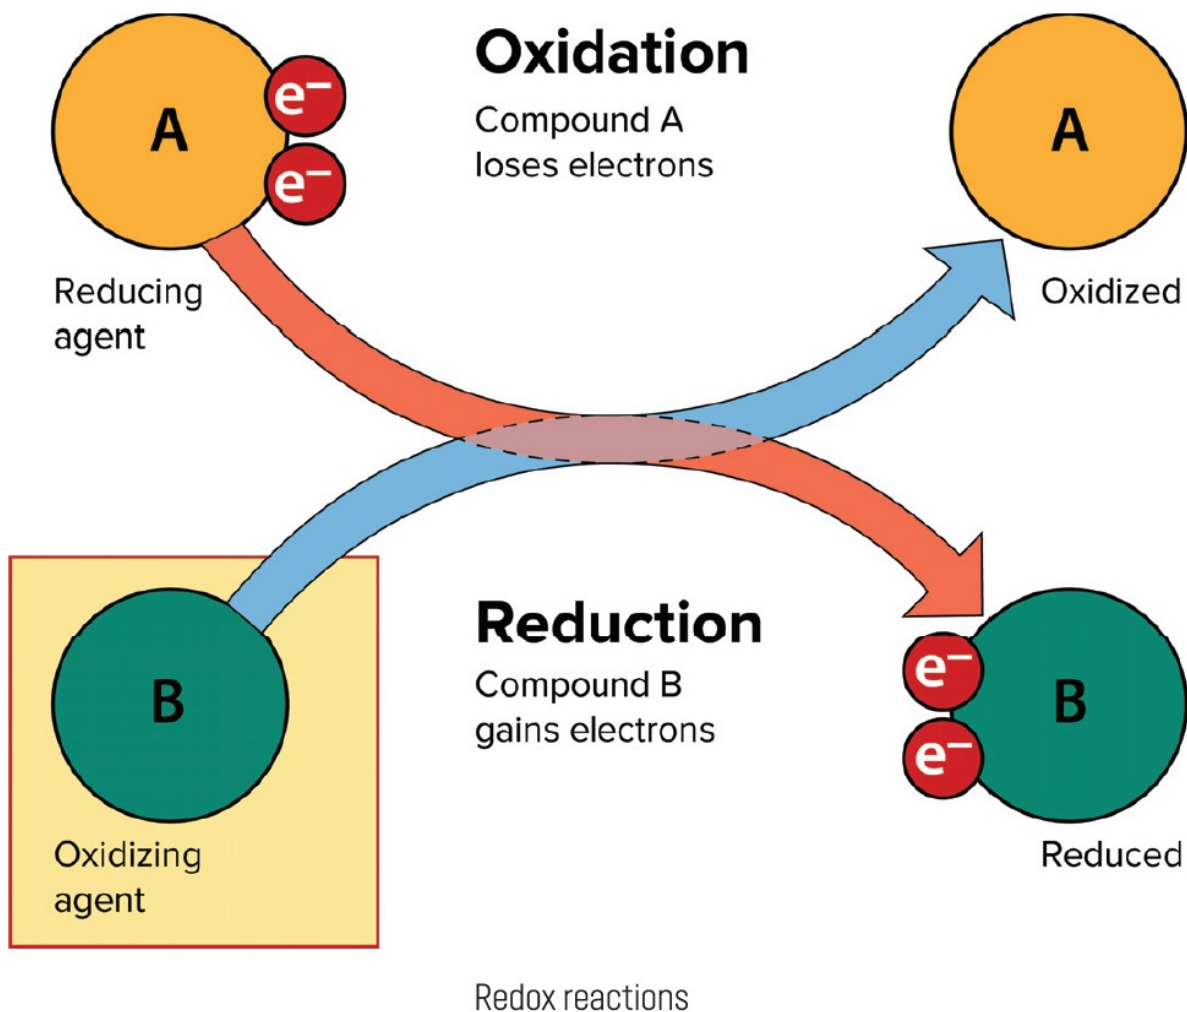 A
e−
e−
Oxidation
Compound A
loses electrons
A
Reducing
agent
Oxidized
B
Oxidizing
agent
Reduction
Compound B
gains electrons
e−
e−
B
Reduced
Redox reactions